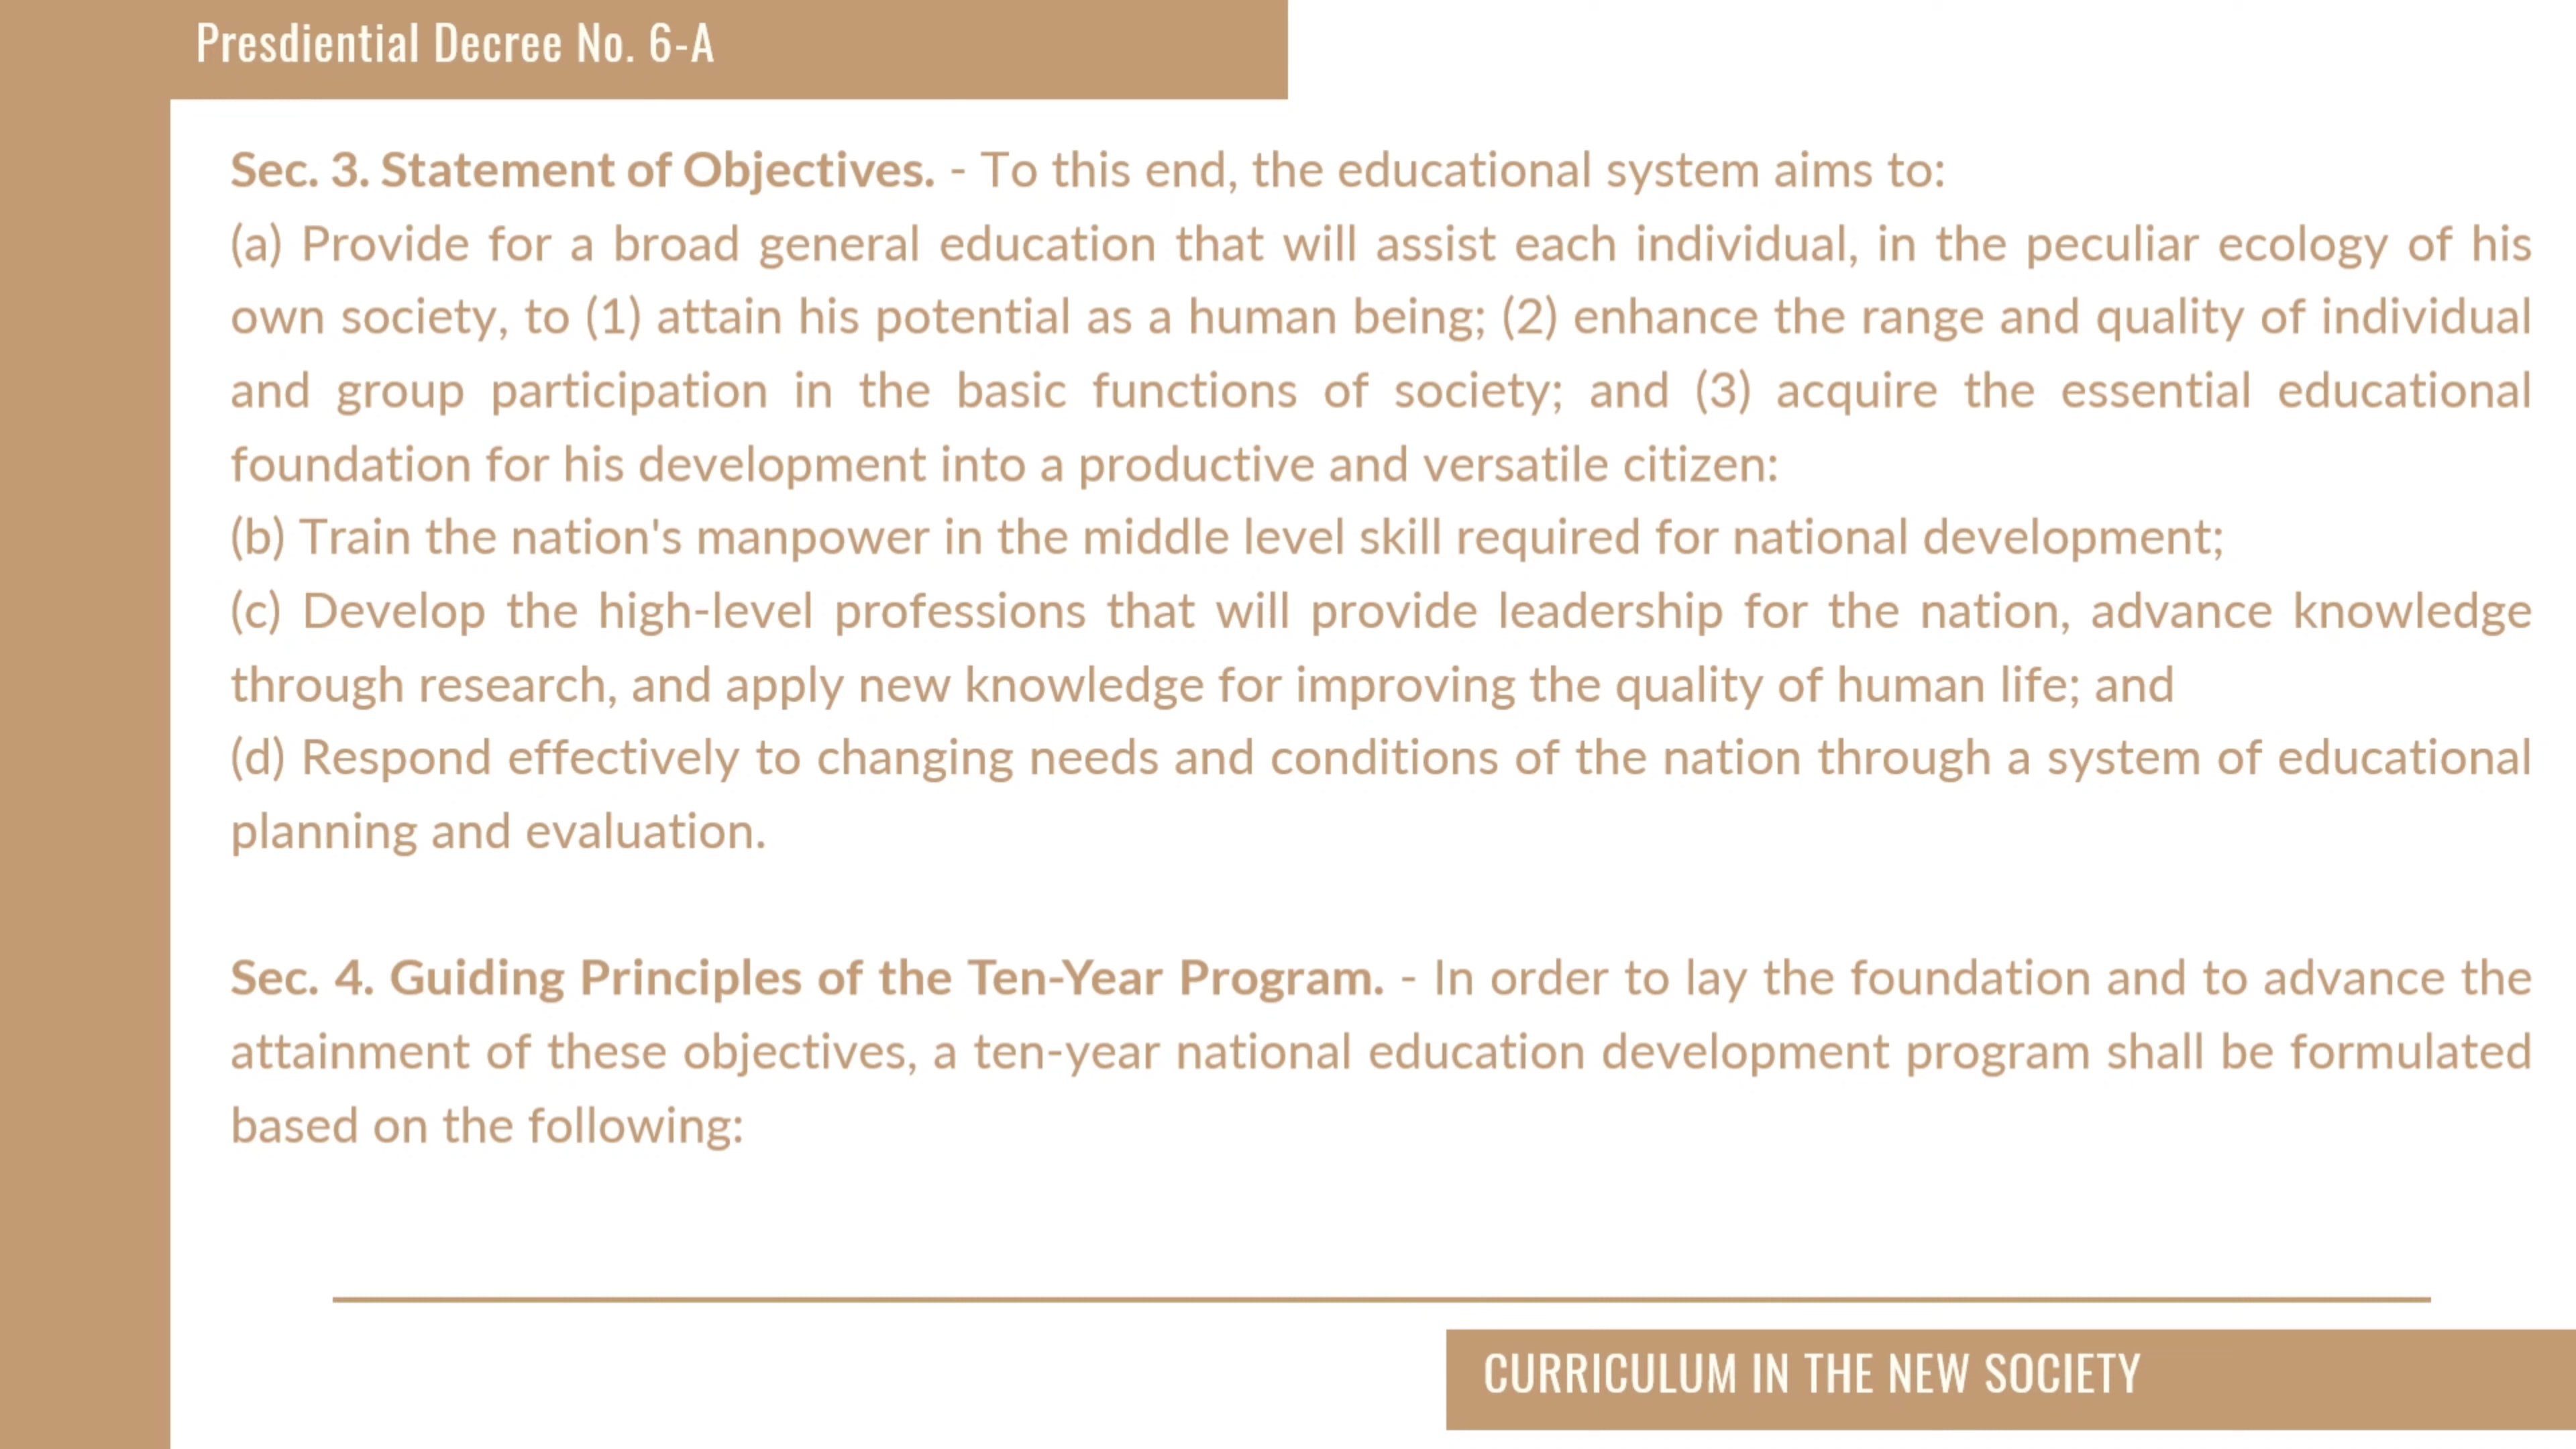 Presdiential Decree No. 6-A
Sec. 3. Statement of Objectives. - To this end, the educational system aims to:
(a) Provide for a broad general education that will assist each individual, in the peculiar ecology of his
own society, to (1) attain his potential as a human being; (2) enhance the range and quality of individual
and group participation in the basic functions of society; and (3) acquire the essential educational
foundation for his development into a productive and versatile citizen:
(b) Train the nation's manpower in the middle level skill required for national development;
(c) Develop the high-level professions that will provide leadership for the nation, advance knowledge
through research, and apply new knowledge for improving the quality of human life; and
(d) Respond effectively to changing needs and conditions of the nation through a system of educational
planning and evaluation.
Sec. 4. Guiding Principles of the Ten-Year Program. - In order to lay the foundation and to advance the
attainment of these objectives, a ten-year national education development program shall be formulated
based on the following:
CURRICULUM IN THE NEW SOCIETY